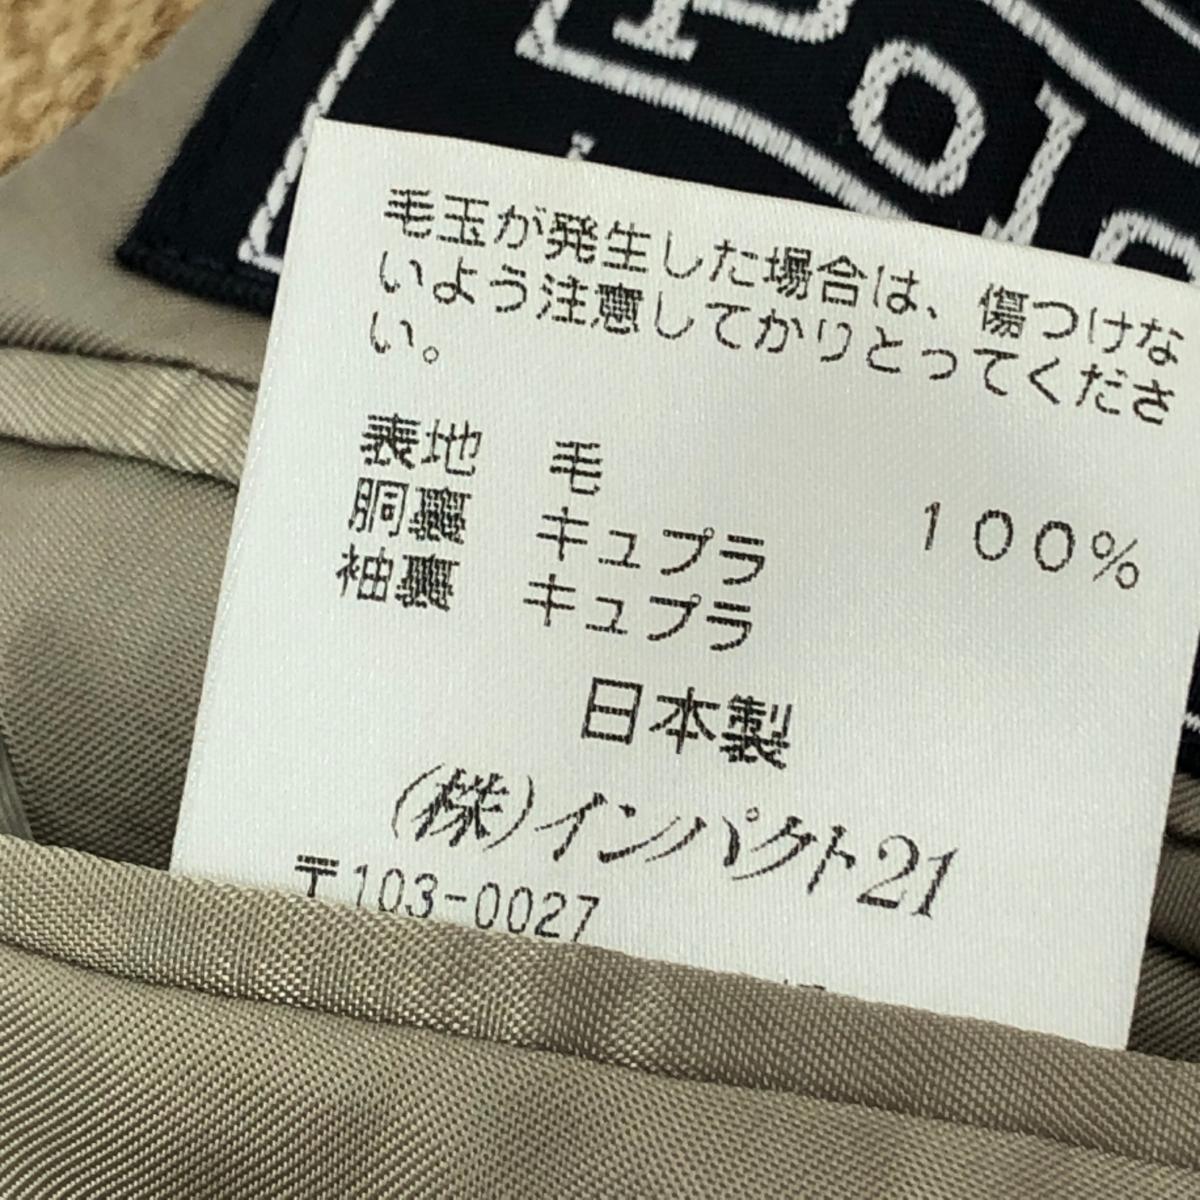 Polo
毛玉が発生した場合は、傷つけな
いよう注意してかりとってくださ
い。
表地 毛 100%
胴裏 キュプラ
袖裏 キュプラ
日本製
(株)インパクト21
〒103-0027